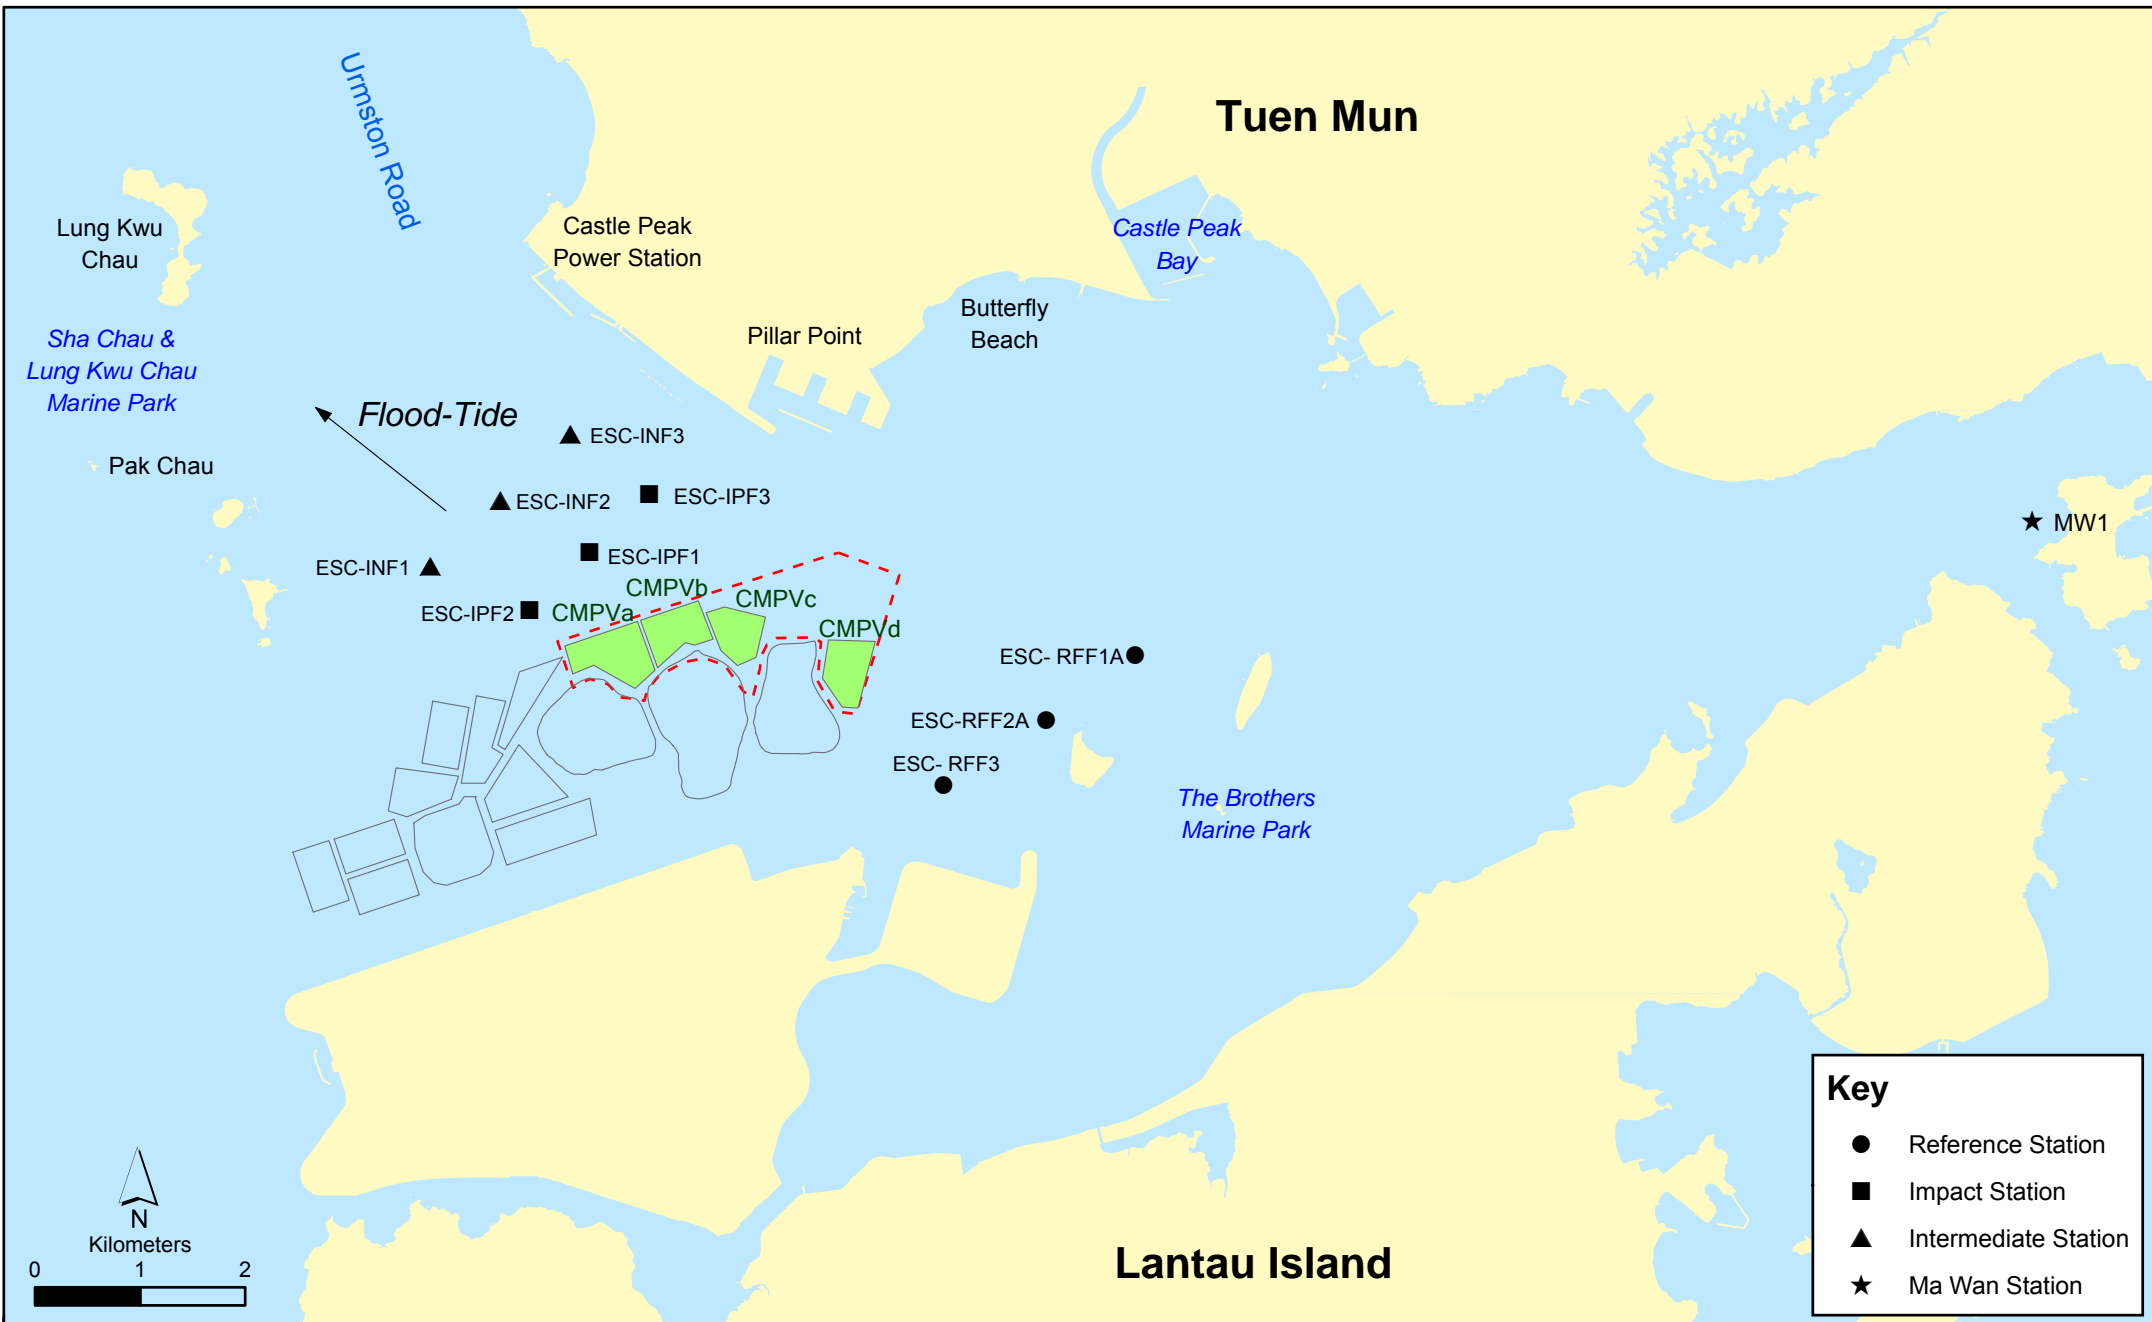 Urmston Road
Tuen Mun
Lung Kwu
Chau
Castle Peak
Power Station
Castle Peak
Bay
Sha Chau &
Lung Kwu Chau
Marine Park
Pillar Point
Butterfly
Beach
Flood-Tide
ESC-INF3
Pak Chau
ESC-INF2
ESC-IPF3
MW1
ESC-INF1
ESC-IPF1
CMPVb
ESC-IPF2
CMPVa
CMPVc
CMPVd
ESC- RFF1A
ESC-RFF2A
ESC- RFF3
The Brothers
Marine Park
Key
Reference Station
Impact Station
Intermediate Station
Ma Wan Station
N
Kilometers
0 1 2
Lantau Island